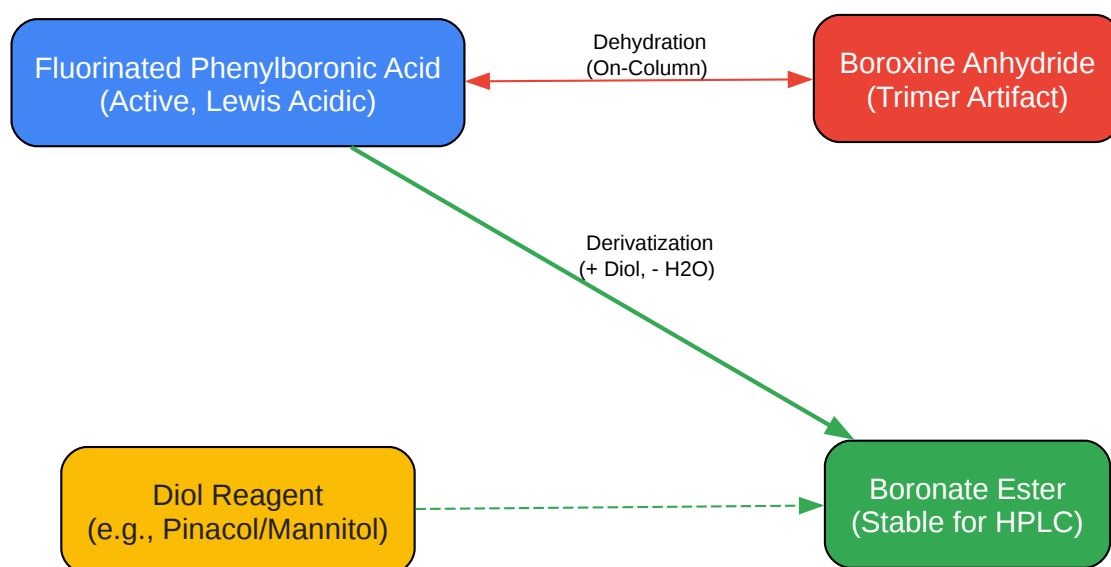 Fluorinated Phenylboronic Acid
(Active, Lewis Acidic)
Dehydration
(On-Column)
Boroxine Anhydride
(Trimer Artifact)
Derivatization
(+ Diol, - H2O)
Diol Reagent
(e.g., Pinacol/Mannitol)
Boronate Ester
(Stable for HPLC)